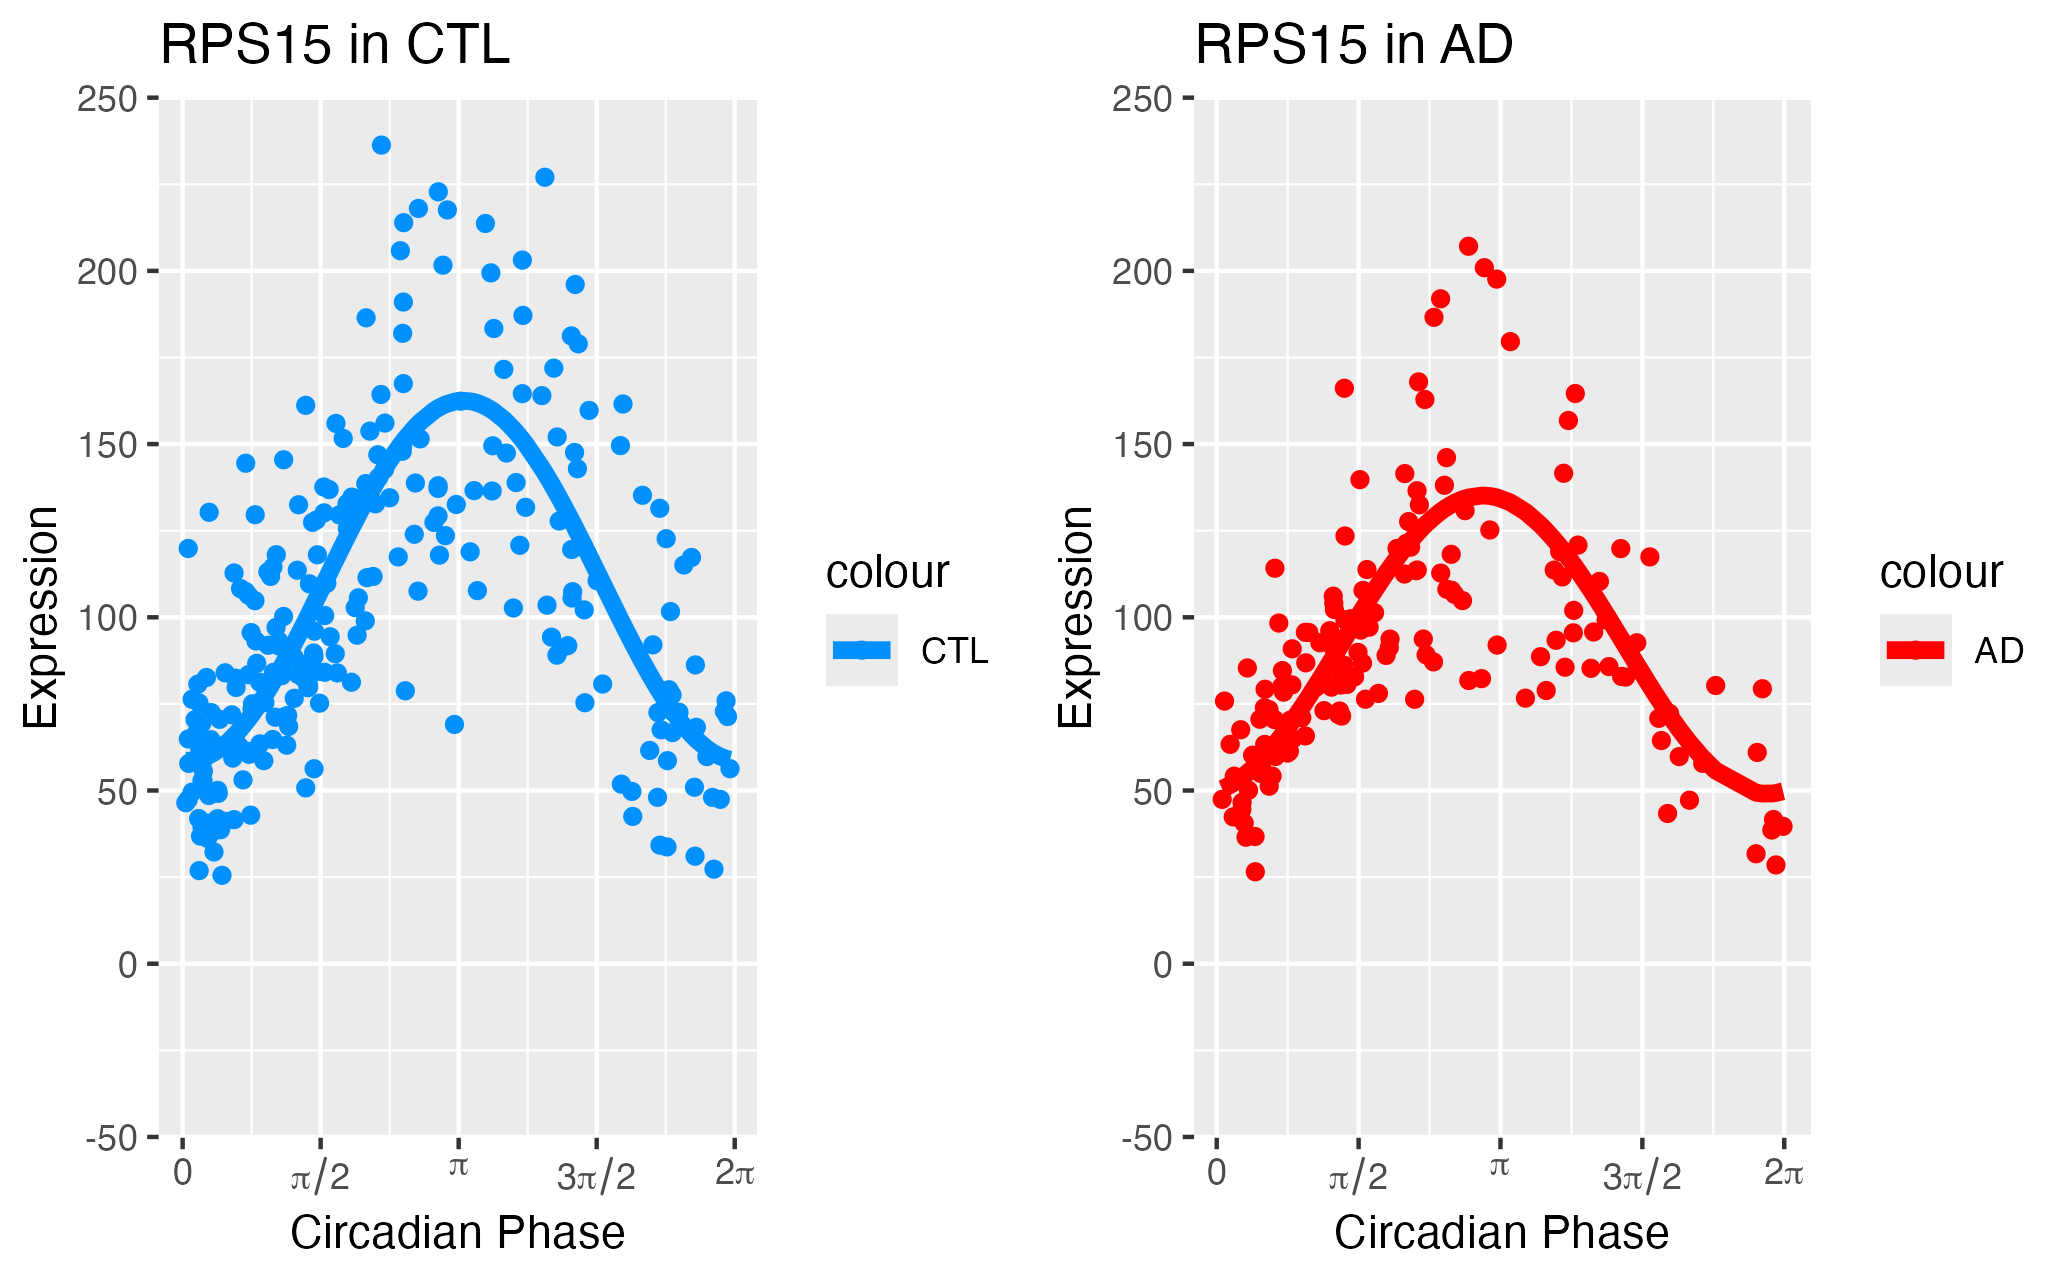 RPS15 in CTL
250
200
150
100
50
0
-50
Expression
0
π/2
π
3π/2
2π
Circadian Phase
colour
CTL
RPS15 in AD
250
200
150
100
50
0
-50
Expression
0
π/2
π
3π/2
2π
Circadian Phase
colour
AD